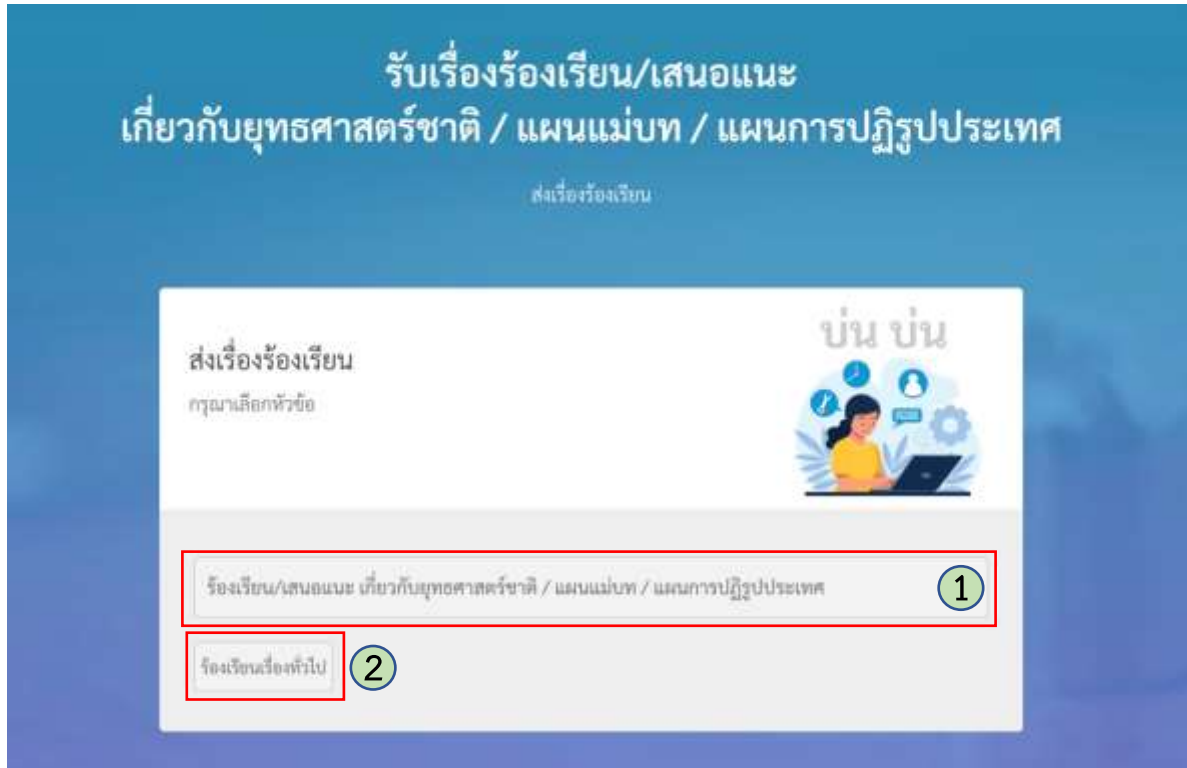 รับเรื่องร้องเรียน/เสนอแนะ
เกี่ยวกับยุทธศาสตร์ชาติ / แผนแม่บท / แผนการปฏิรูปประเทศ
ส่งเรื่องร้องเรียน
บ่น บ่น
ส่งเรื่องร้องเรียน
กรุณาเลือกหัวข้อ
ร้องเรียน/เสนอแนะ เกี่ยวกับยุทธศาสตร์ชาติ / แผนแม่บท / แผนการปฏิรูปประเทศ 1
ร้องเรียนเรื่องทั่วไป 2